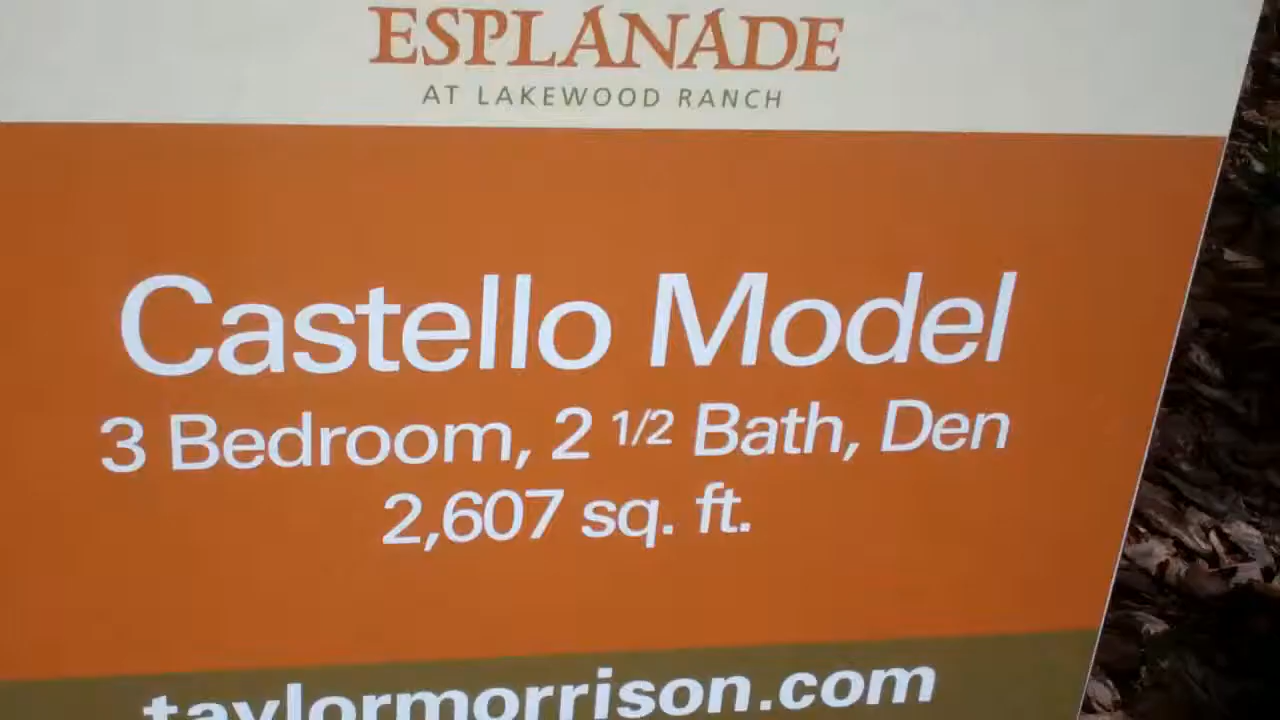 ESPLANADE
AT LAKEWOOD RANCH
Castello Model
3 Bedroom, 2 1/2 Bath, Den
2,607 sq. ft.
taylormorrison.com